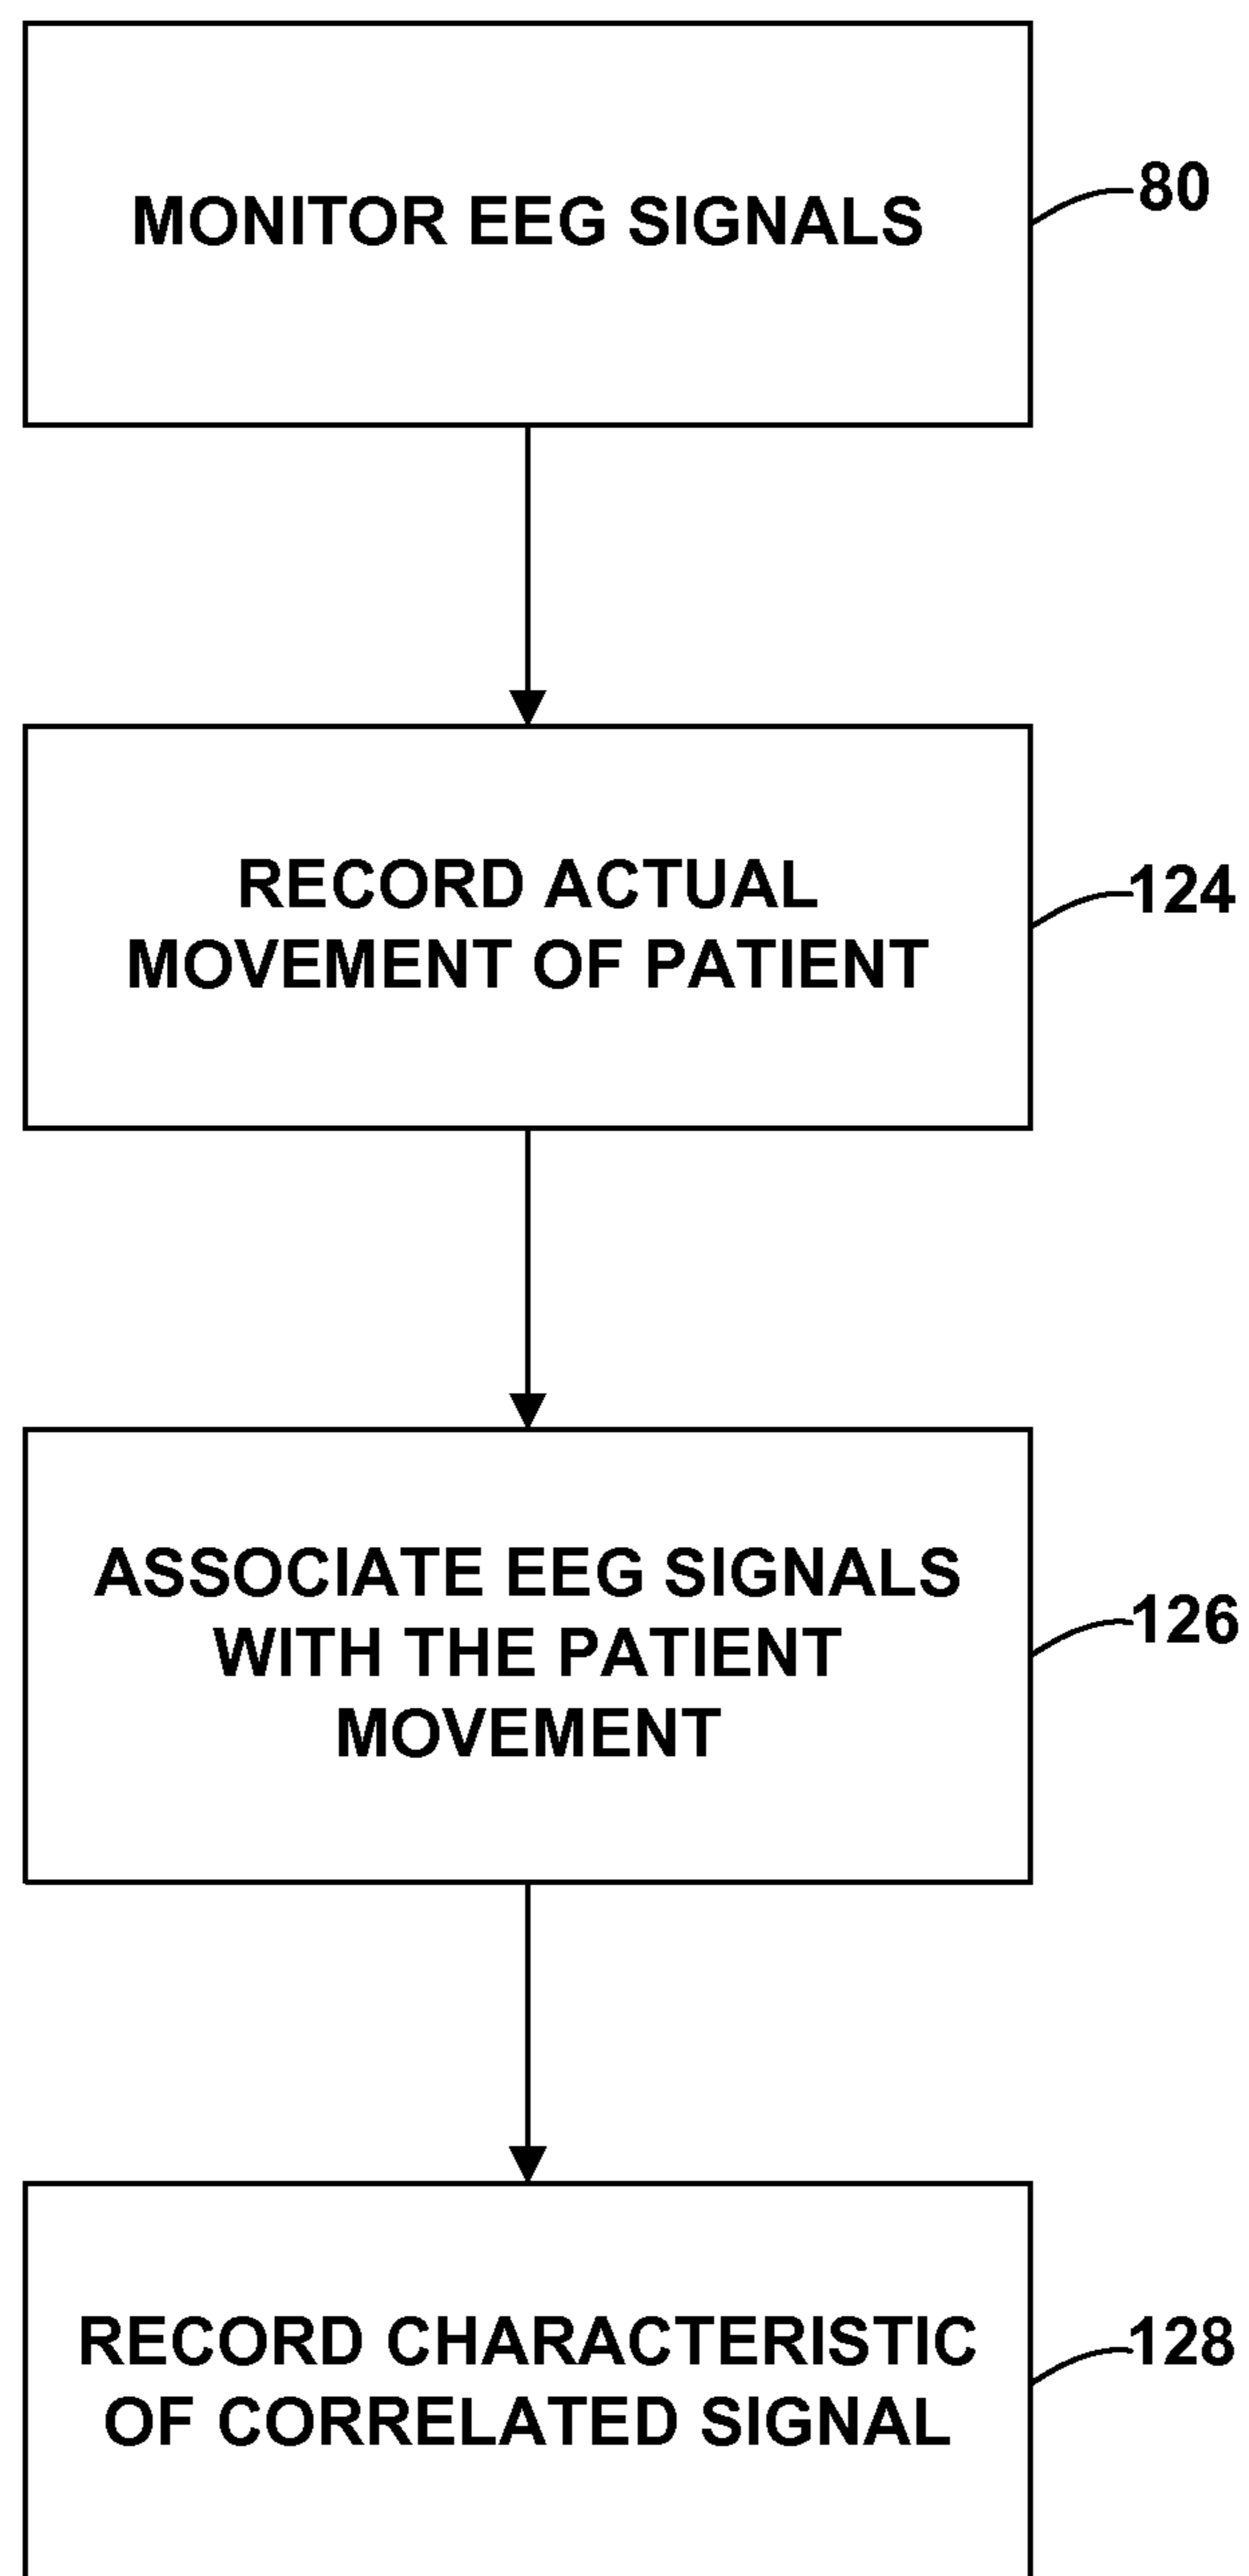 MONITOR EEG SIGNALS
80
RECORD ACTUAL
MOVEMENT OF PATIENT
124
ASSOCIATE EEG SIGNALS
WITH THE PATIENT
MOVEMENT
126
RECORD CHARACTERISTIC
OF CORRELATED SIGNAL
128